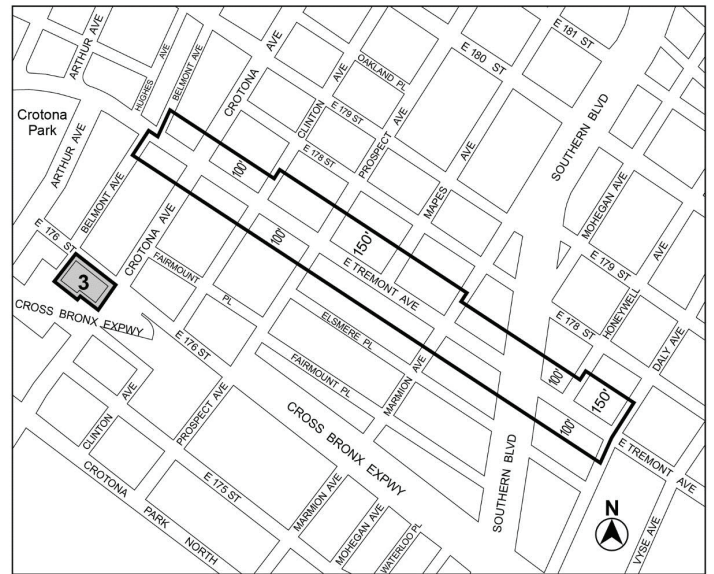 E 181 ST
E 180 ST
ARTHUR AVE
HUGHES AVE
BELMONT AVE
CROTONA AVE
CLINTON AVE
OAKLAND PL
E 179 ST
PROSPECT AVE
MAPES AVE
SOUTHERN BLVD
Crotona
Park
ARTHUR AVE
E 178 ST
100'
MOHEGAN AVE
BELMONT AVE
CROTONA AVE
E 176 ST
100'
150'
E 179 ST
HONEYWELL AVE
E TREMONT AVE
FAIRMOUNT
PL
3
E 178 ST
DALY AVE
CROSS BRONX EXPWY
ELSMERE PL
E 176 ST
FAIRMOUNT PL
MARMION AVE
100'
150'
100'
CLINTON AVE
PROSPECT AVE
CROSS BRONX EXPWY
SOUTHERN BLVD
E TREMONT AVE
CROTONA
PARK
NORTH
E 175 ST
MARMION AVE
MOHEGAN AVE
WATERLOO PL
N
VYSE AVE